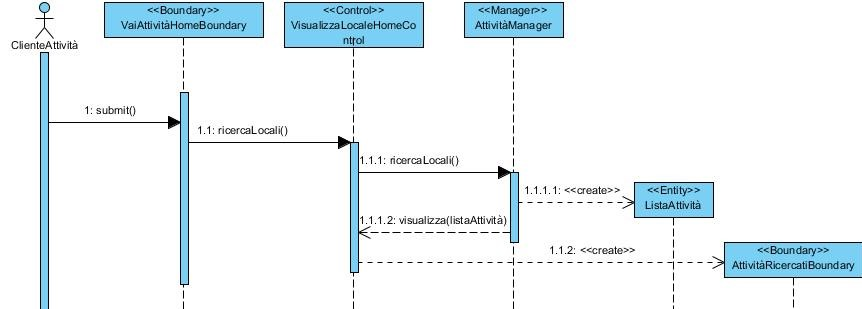 <<Boundary>>
VaiAttivitàHomeBoundary
<<Control>>
VisualizzaLocaleHomeCo
ntrol
<<Manager>>
AttivitàManager
ClienteAttività
1: submit()
1.1: ricercaLocali()
1.1.1: ricercaLocali()
1.1.1.1: <<create>>
<<Entity>>
ListaAttività
1.1.1.2: visualizza(listaAttività)
1.1.2: <<create>>
<<Boundary>>
AttivitàRicercatiBoundary